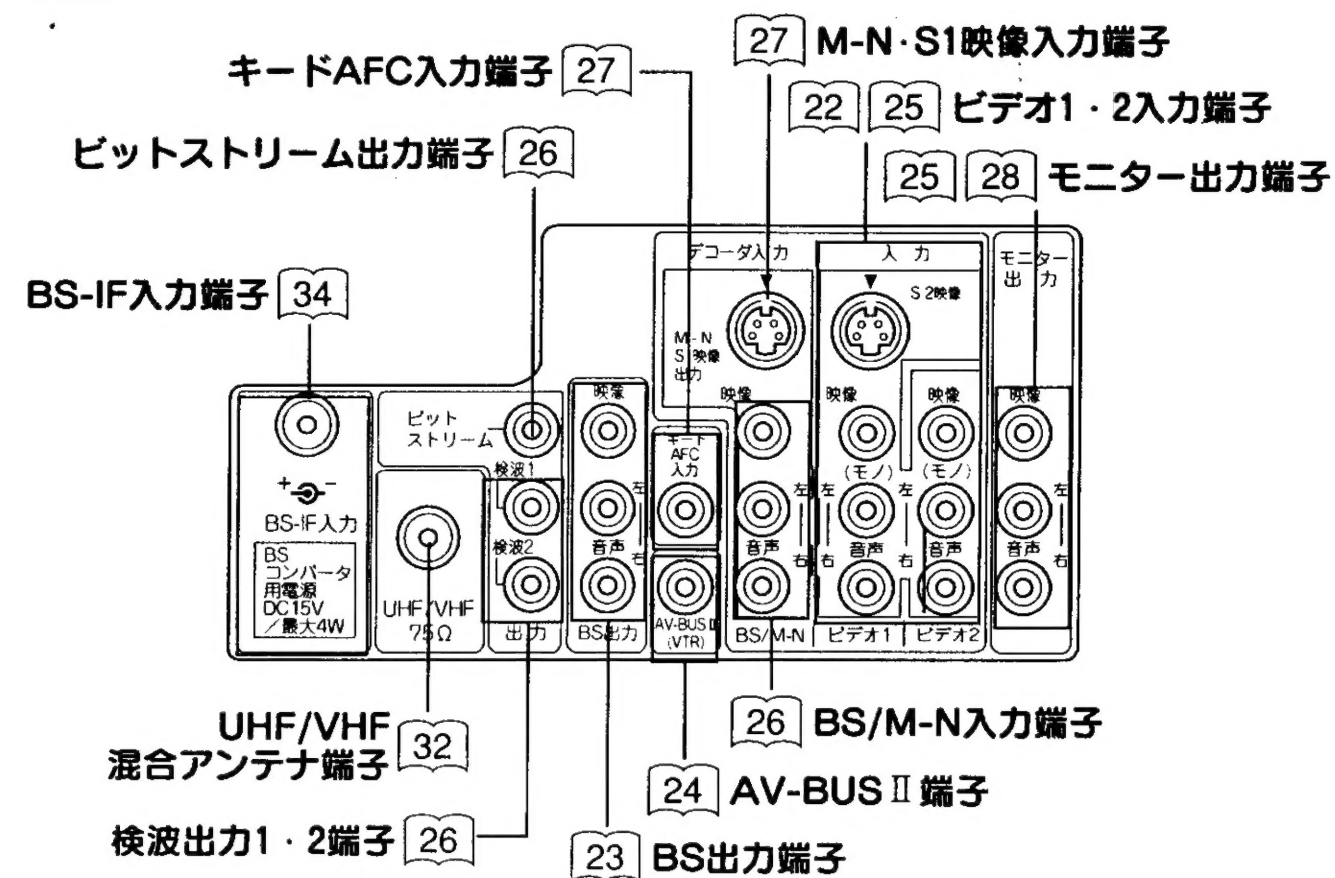 27 M-N・S1映像入力端子
キードAFC入力端子 27
22 25 ビデオ1・2入力端子
ビットストリーム出力端子 26
25 28 モニター出力端子
BS-IF入力端子 34
デコーダ入力
入 力
モニター
出 力
S2映像
M-N
S1映像
出力
映像
映像
映像
映像
映像
ビット
ストリーム
キード
AFC
入力
検波1
(モノ)
(モノ)
左
左
左
左
左
+ -
BS-IF入力
検波2
音声
音声
音声
音声
音声
右
右
右
右
右
BS
コンバータ
用電源
DC15V
/最大4W
UHF/VHF
75Ω
出力
BS出力
AV-BUSⅡ
(VTR)
BS/M-N
ビデオ1
ビデオ2
UHF/VHF
混合アンテナ端子 32
26 BS/M-N入力端子
24 AV-BUSⅡ端子
検波出力1・2端子 26
23 BS出力端子